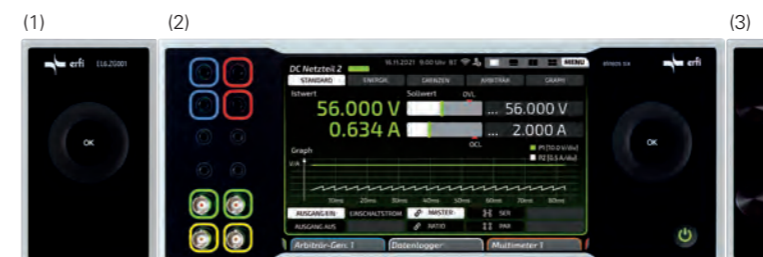 (1) (2) (3)
erfi EL6.ZG001
OK
DC Netzteil 2 16.11.2021 9:00 Uhr BT MENU
STANDARD ENERGIE GRENZEN ARBITRÄR GRAPH
Istwert Sollwert OVL
56.000 V ... 56.000 V
0.634 A ... 2.000 A
OCL
Graph P1 [10.0 V/div]
P2 [0.5 A/div]
10ms 20ms 30ms 40ms 50ms 60ms 70ms 80ms
AUSGANG EIN EINSCHALTSTROM MASTER SER
AUSGANG AUS RATIO PAR
Arbiträr-Gen. 1 Datenlogger Multimeter 1
erfi
OK